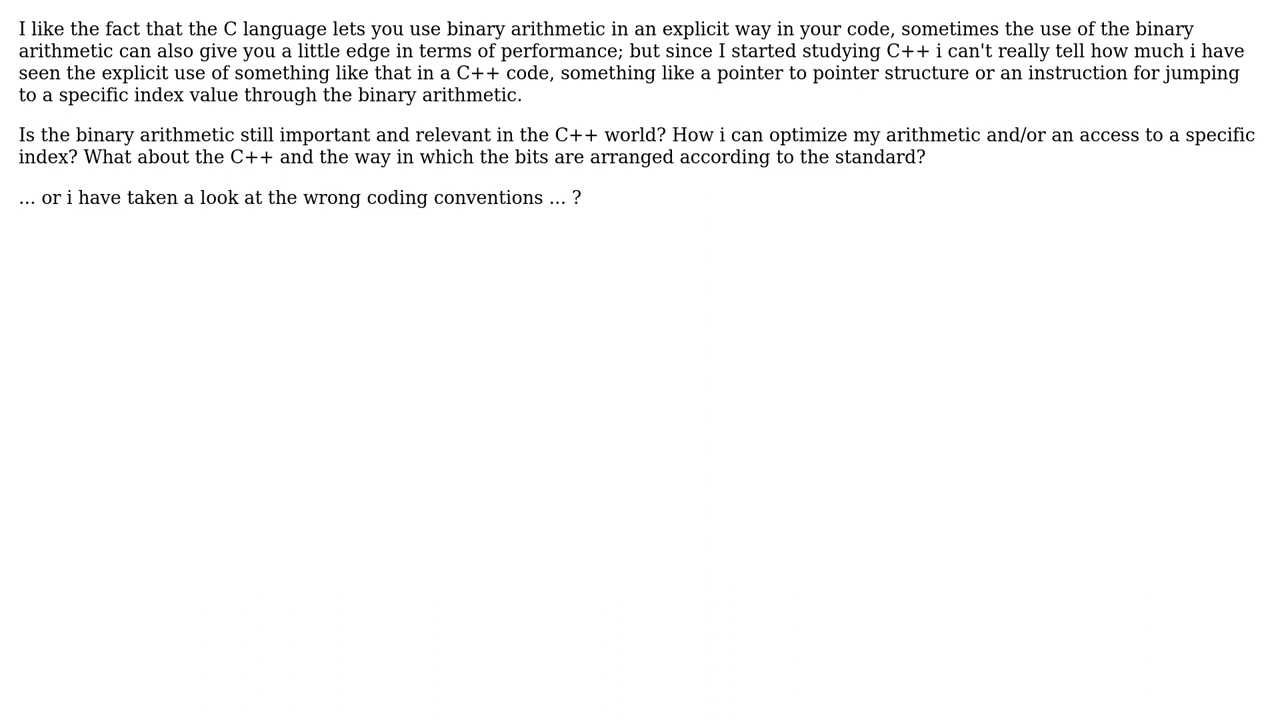 I like the fact that the C language lets you use binary arithmetic in an explicit way in your code, sometimes the use of the binary
arithmetic can also give you a little edge in terms of performance; but since I started studying C++ i can't really tell how much i have
seen the explicit use of something like that in a C++ code, something like a pointer to pointer structure or an instruction for jumping
to a specific index value through the binary arithmetic.
Is the binary arithmetic still important and relevant in the C++ world? How i can optimize my arithmetic and/or an access to a specific
index? What about the C++ and the way in which the bits are arranged according to the standard?
... or i have taken a look at the wrong coding conventions ... ?